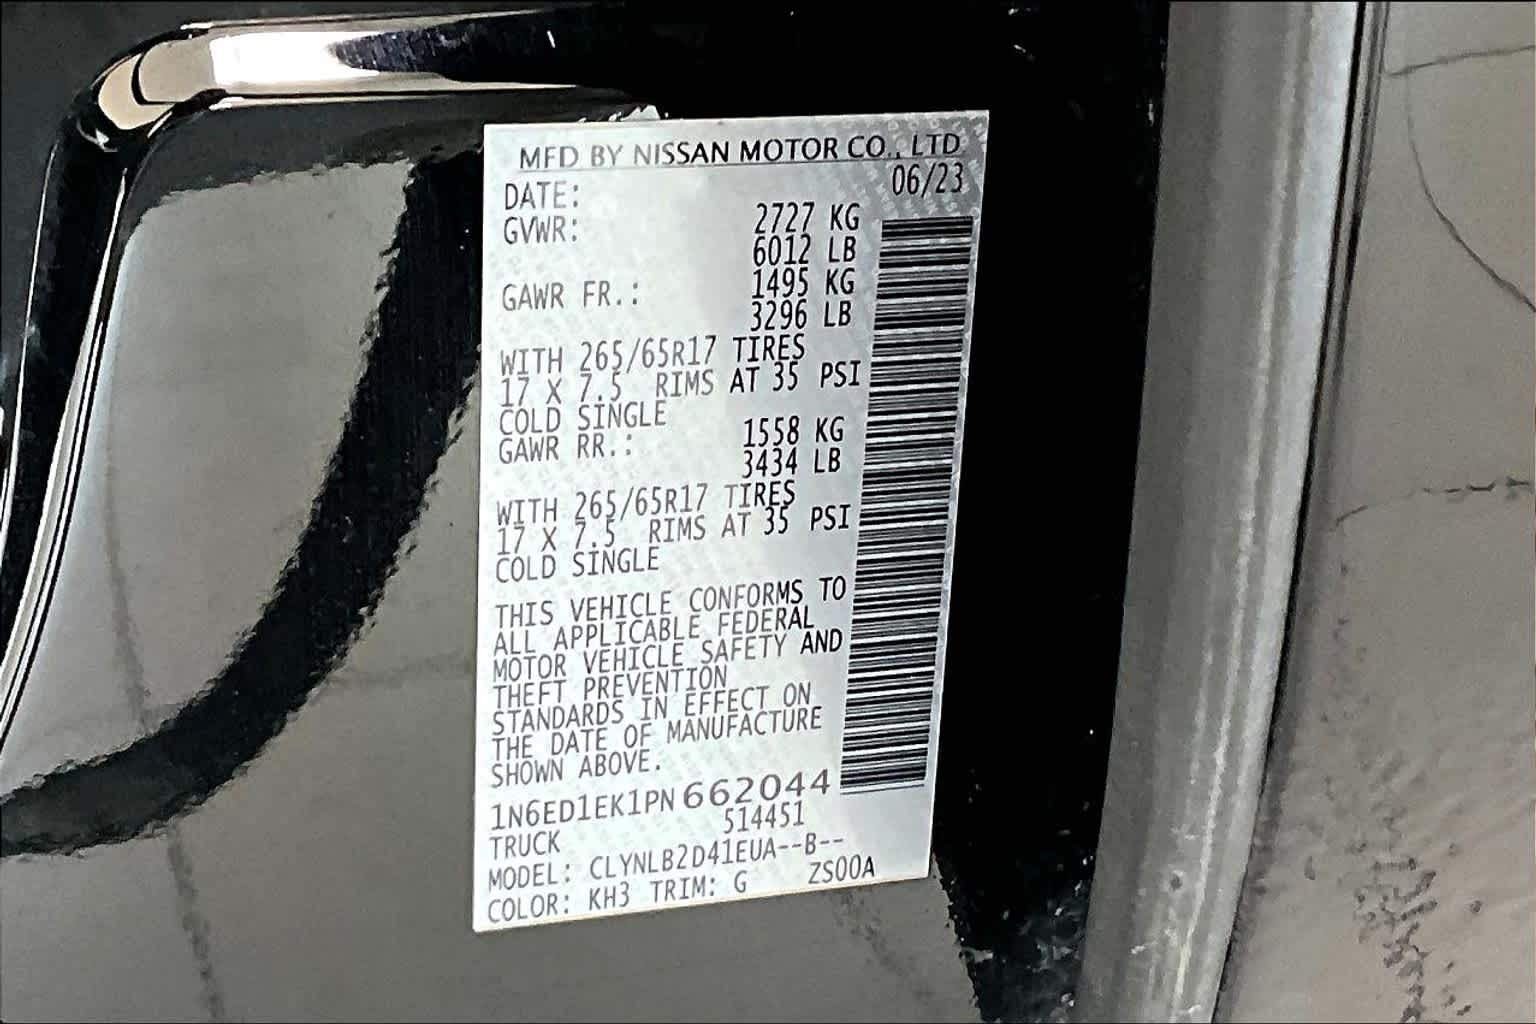 MFD BY NISSAN MOTOR CO., LTD
DATE: 06/23
GVWR: 2727 KG
6012 LB
GAWR FR.: 1495 KG
3296 LB
WITH 265/65R17 TIRES
17 X 7.5 RIMS AT 35 PSI
COLD SINGLE
GAWR RR.: 1558 KG
3434 LB
WITH 265/65R17 TIRES
17 X 7.5 RIMS AT 35 PSI
COLD SINGLE
THIS VEHICLE CONFORMS TO
ALL APPLICABLE FEDERAL
MOTOR VEHICLE SAFETY AND
THEFT PREVENTION
STANDARDS IN EFFECT ON
THE DATE OF MANUFACTURE
SHOWN ABOVE.
1N6ED1EK1PN662044
TRUCK 514451
MODEL: CLYNLB2D41EUA--B--
COLOR: KH3 TRIM: G ZS00A